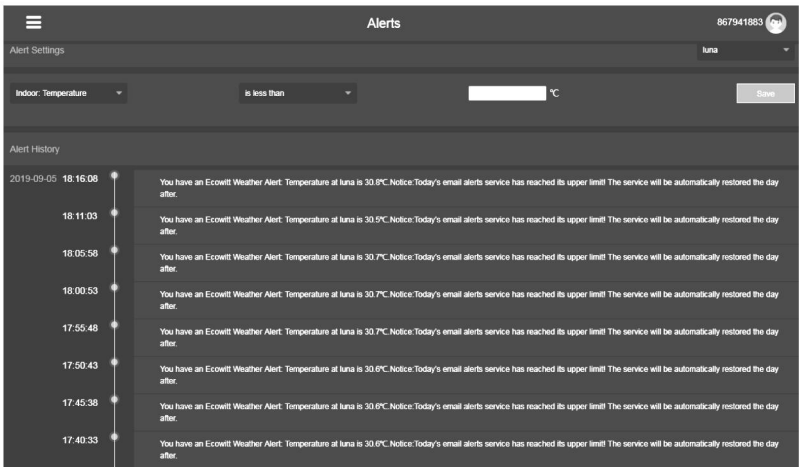 Alerts
867941883
Alert Settings
luna
Indoor: Temperature
is less than
℃
Save
Alert History
2019-09-05 18:16:08
You have an Ecowitt Weather Alert: Temperature at luna is 30.8℃.Notice:Today's email alerts service has reached its upper limit! The service will be automatically restored the day
after.
18:11:03
You have an Ecowitt Weather Alert: Temperature at luna is 30.5℃.Notice:Today's email alerts service has reached its upper limit! The service will be automatically restored the day
after.
18:05:58
You have an Ecowitt Weather Alert: Temperature at luna is 30.7℃.Notice:Today's email alerts service has reached its upper limit! The service will be automatically restored the day
after.
18:00:53
You have an Ecowitt Weather Alert: Temperature at luna is 30.7℃.Notice:Today's email alerts service has reached its upper limit! The service will be automatically restored the day
after.
17:55:48
You have an Ecowitt Weather Alert: Temperature at luna is 30.7℃.Notice:Today's email alerts service has reached its upper limit! The service will be automatically restored the day
after.
17:50:43
You have an Ecowitt Weather Alert: Temperature at luna is 30.6℃.Notice:Today's email alerts service has reached its upper limit! The service will be automatically restored the day
after.
17:45:38
You have an Ecowitt Weather Alert: Temperature at luna is 30.6℃.Notice:Today's email alerts service has reached its upper limit! The service will be automatically restored the day
after.
17:40:33
You have an Ecowitt Weather Alert: Temperature at luna is 30.6℃.Notice:Today's email alerts service has reached its upper limit! The service will be automatically restored the day
after.